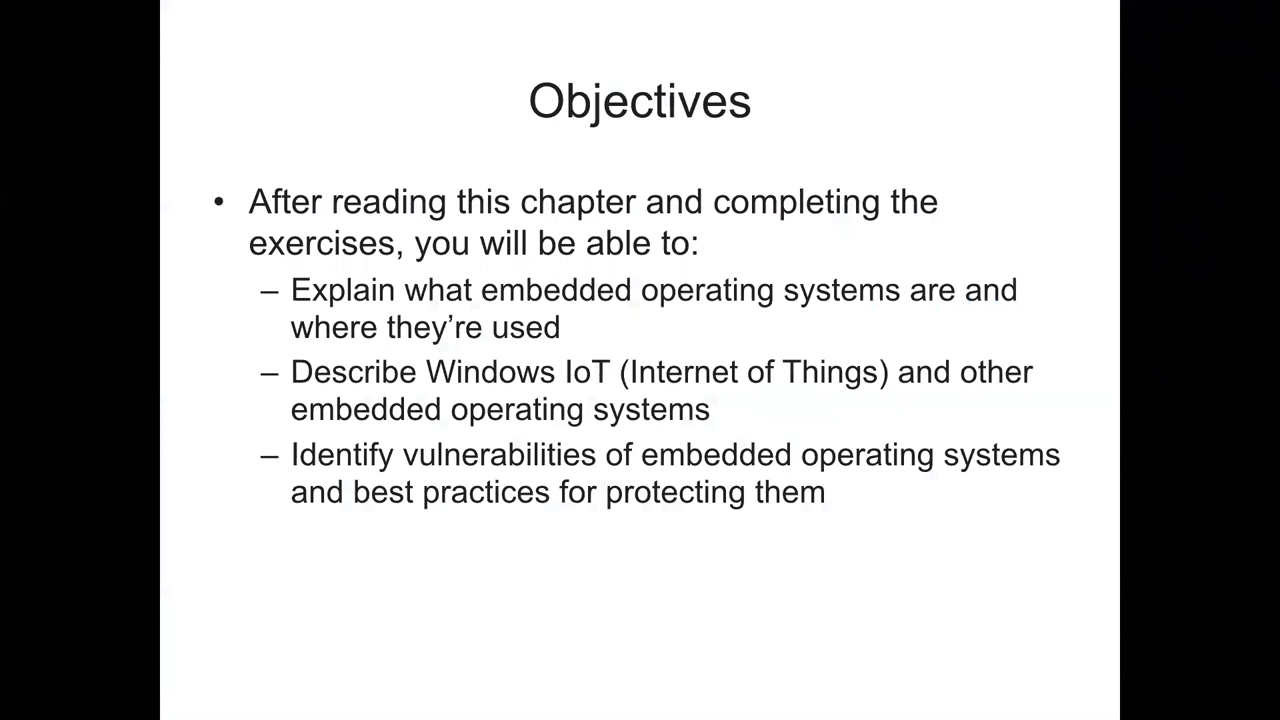 Objectives
• After reading this chapter and completing the
exercises, you will be able to:
– Explain what embedded operating systems are and
where they’re used
– Describe Windows IoT (Internet of Things) and other
embedded operating systems
– Identify vulnerabilities of embedded operating systems
and best practices for protecting them